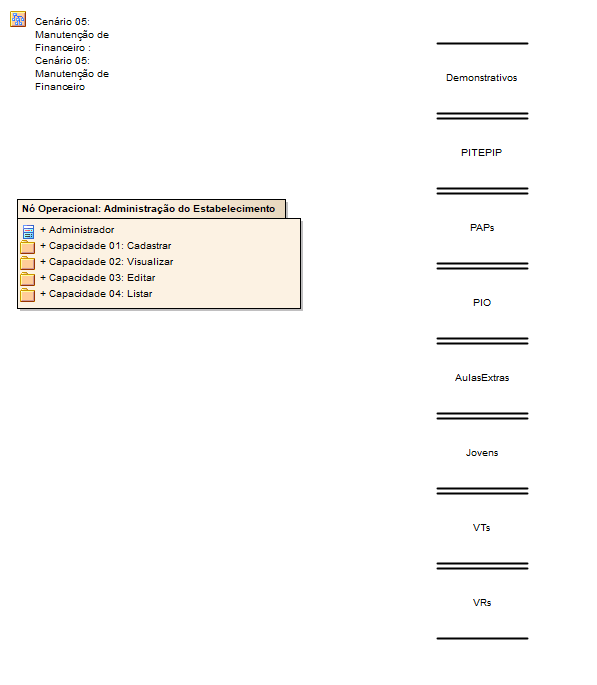 Cenário 05:
Manutenção de
Financeiro :
Cenário 05:
Manutenção de
Financeiro
Nó Operacional: Administração do Estabelecimento
+ Administrador
+ Capacidade 01: Cadastrar
+ Capacidade 02: Visualizar
+ Capacidade 03: Editar
+ Capacidade 04: Listar
Demonstrativos
PITEPIP
PAPs
PIO
AulasExtras
Jovens
VTs
VRs